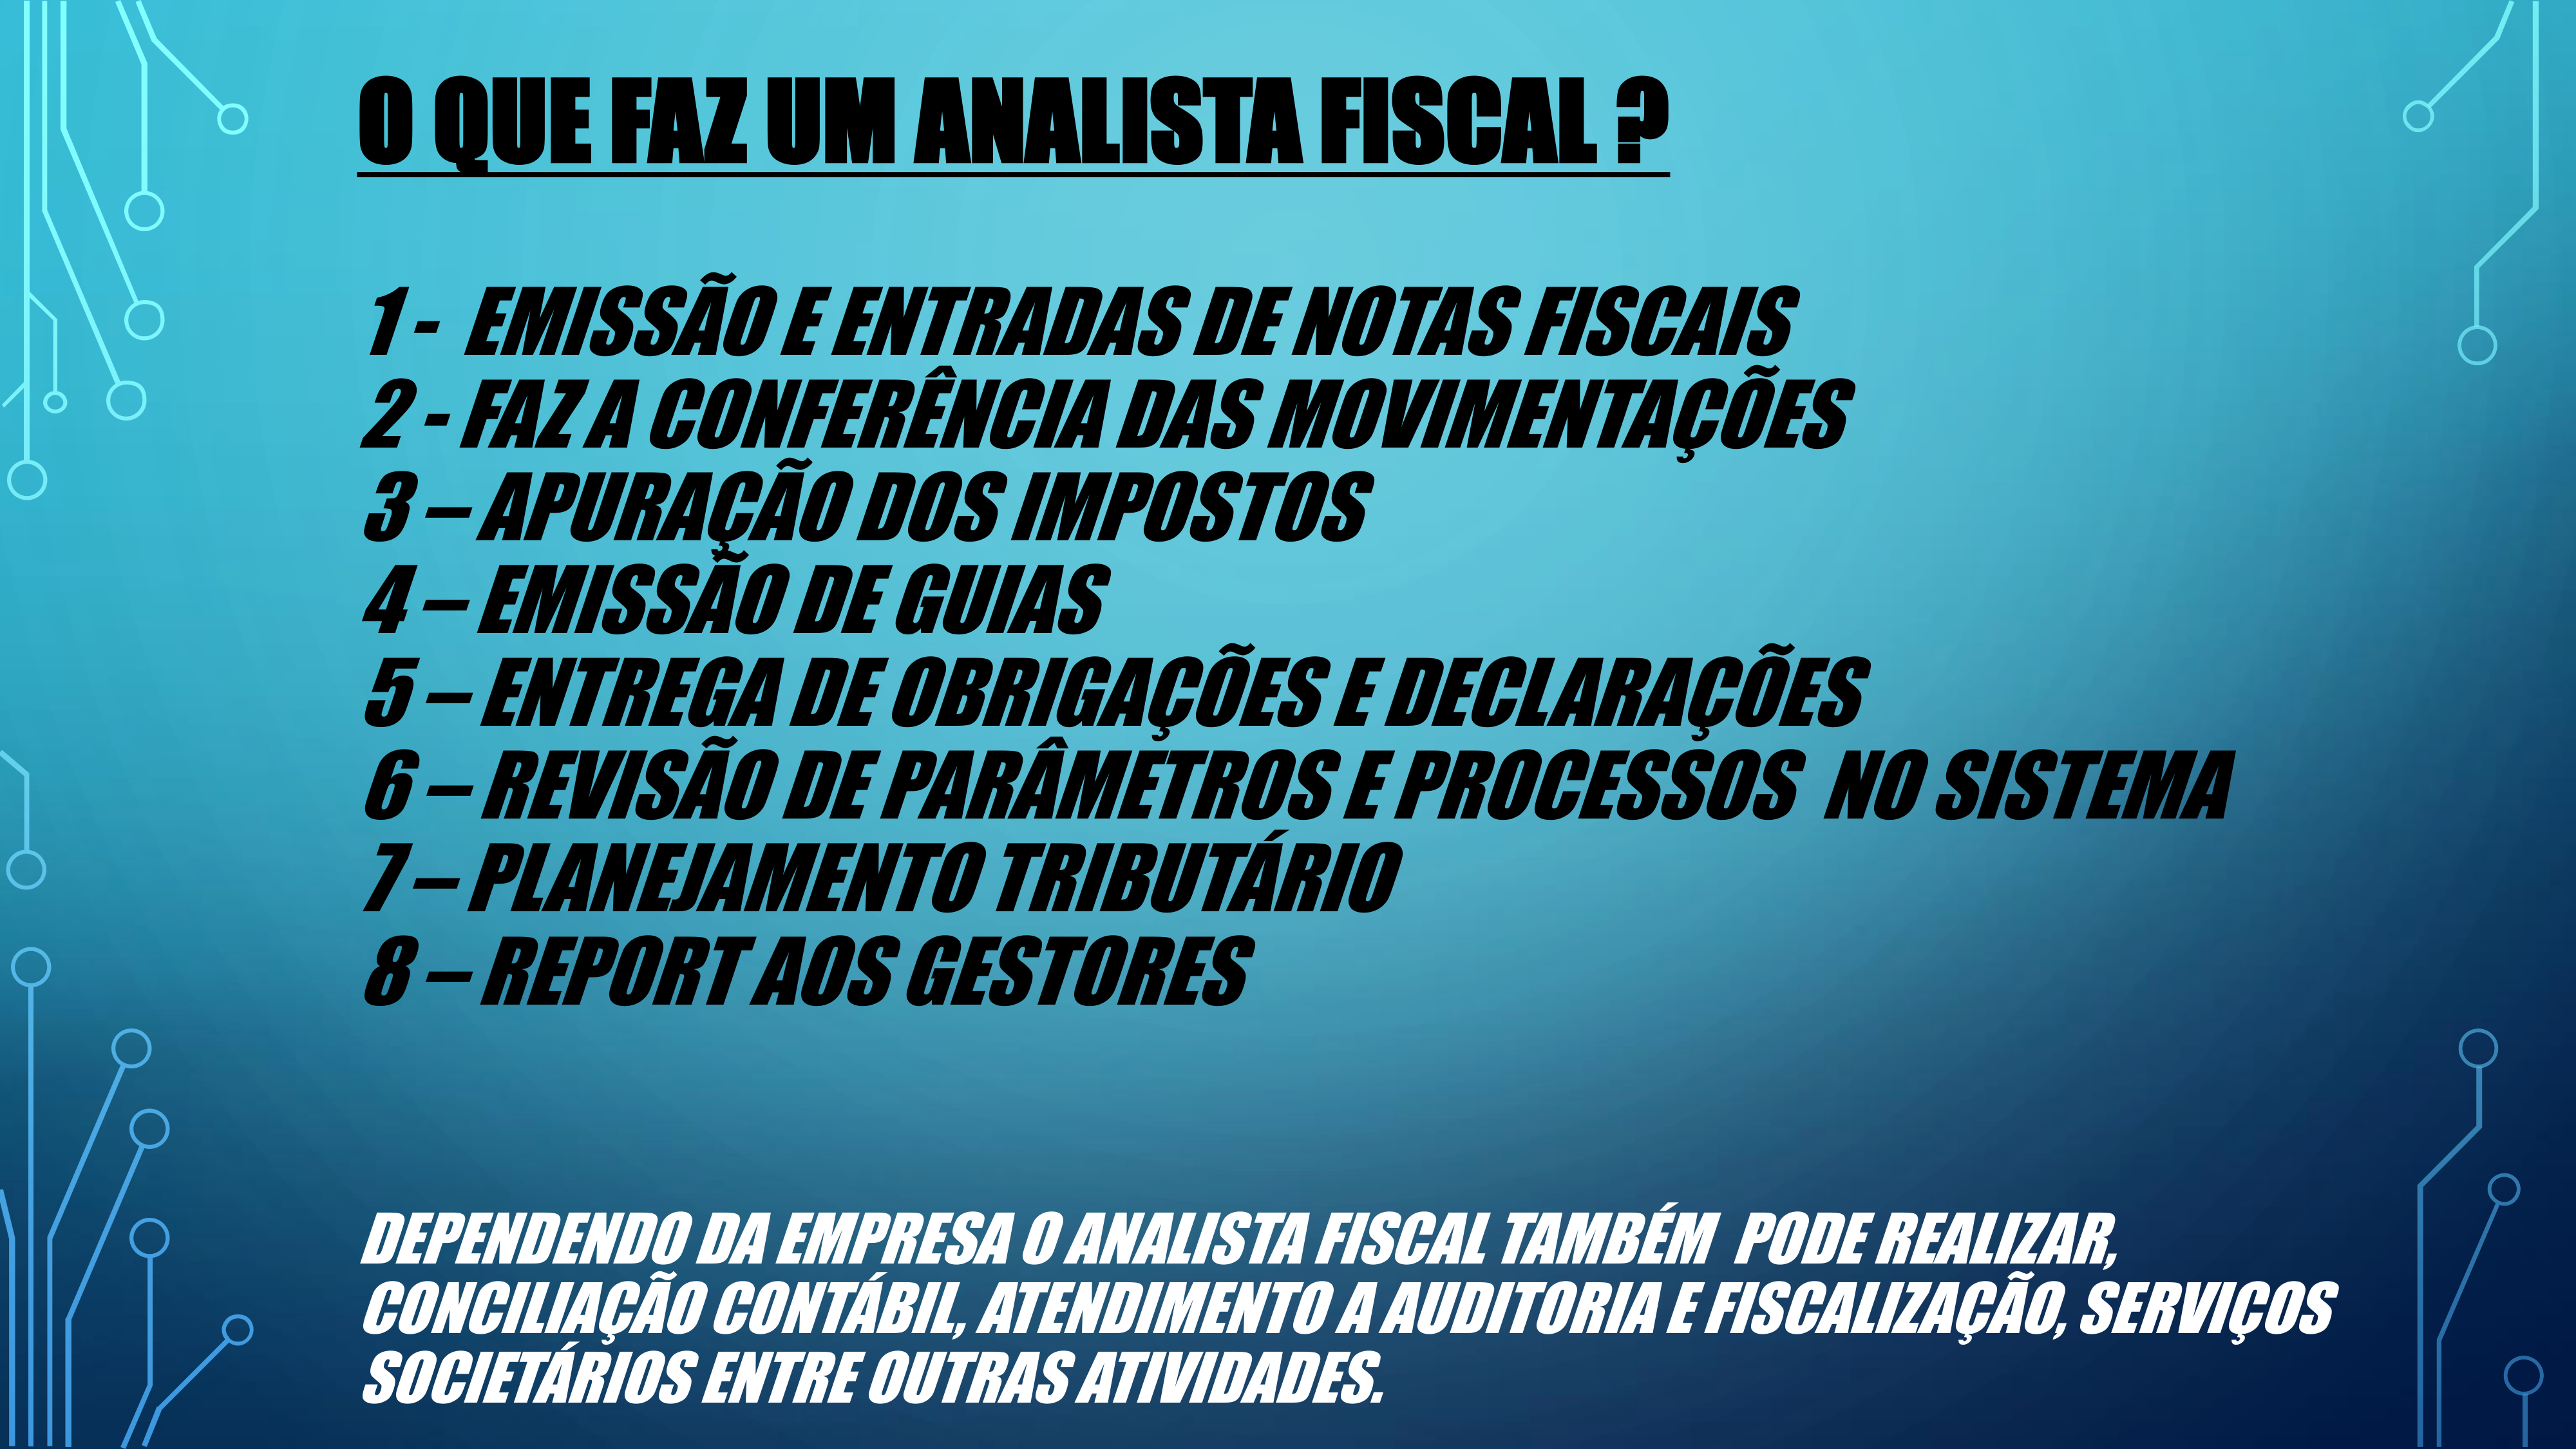 O QUE FAZ UM ANALISTA FISCAL ?
1 - EMISSÃO E ENTRADAS DE NOTAS FISCAIS
2 - FAZ A CONFERÊNCIA DAS MOVIMENTAÇÕES
3 – APURAÇÃO DOS IMPOSTOS
4 – EMISSÃO DE GUIAS
5 – ENTREGA DE OBRIGAÇÕES E DECLARAÇÕES
6 – REVISÃO DE PARÂMETROS E PROCESSOS NO SISTEMA
7 – PLANEJAMENTO TRIBUTÁRIO
8 – REPORT AOS GESTORES
DEPENDENDO DA EMPRESA O ANALISTA FISCAL TAMBÉM PODE REALIZAR,
CONCILIAÇÃO CONTÁBIL, ATENDIMENTO A AUDITORIA E FISCALIZAÇÃO, SERVIÇOS
SOCIETÁRIOS ENTRE OUTRAS ATIVIDADES.